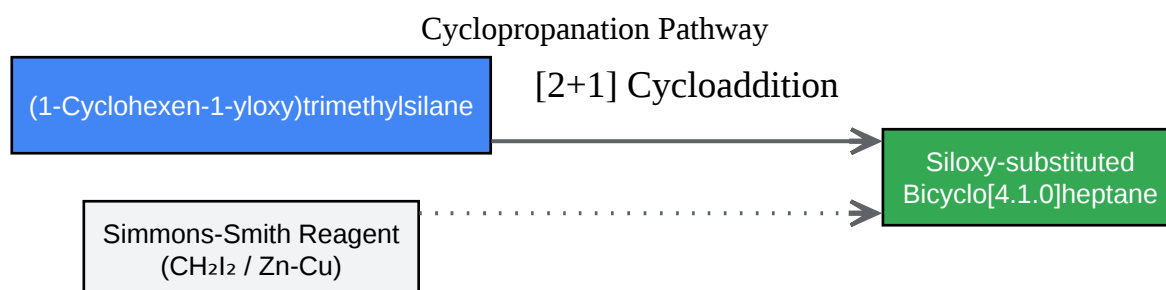 Cyclopropanation Pathway
(1-Cyclohexen-1-yloxy)trimethylsilane
[2+1] Cycloaddition
Siloxy-substituted
Bicyclo[4.1.0]heptane
Simmons-Smith Reagent
(CH₂I₂ / Zn-Cu)